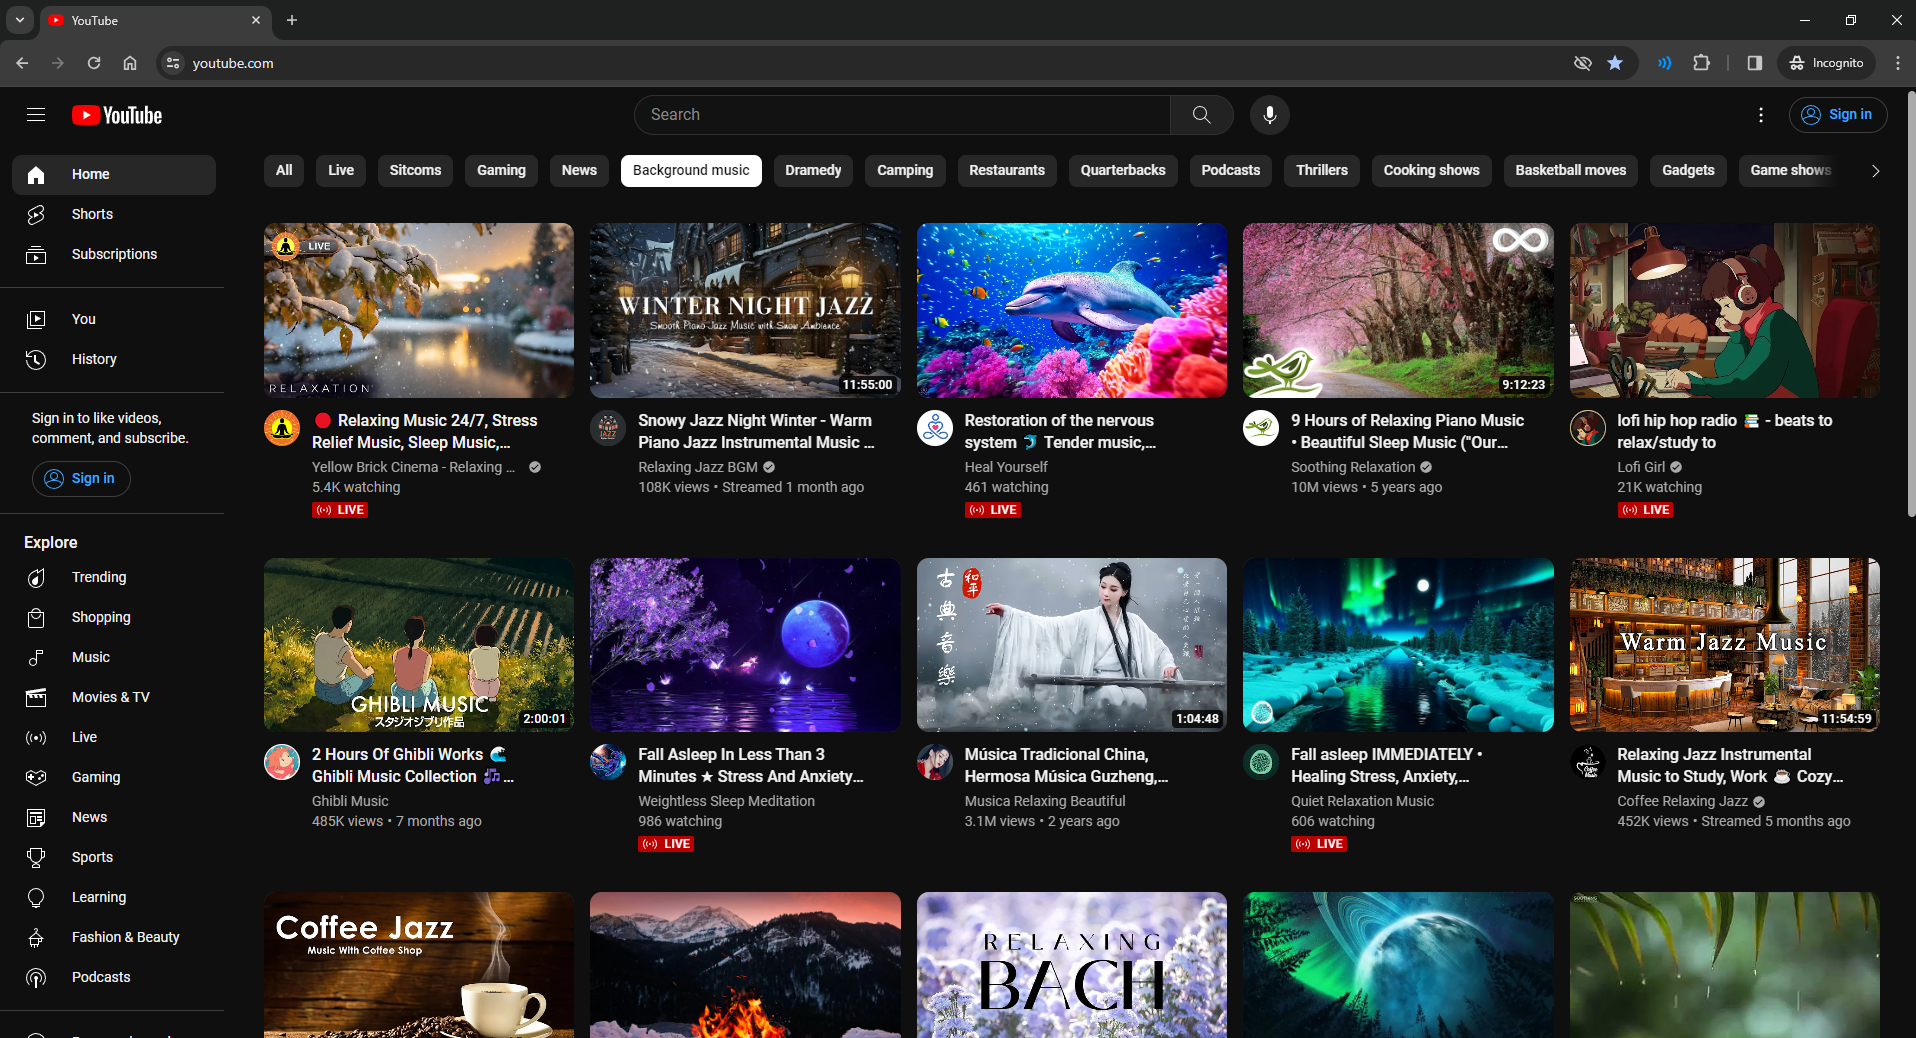 YouTube
youtube.com
Incognito
YouTube
Search
Sign in
Home
Shorts
Subscriptions
You
History
Sign in to like videos,
comment, and subscribe.
Sign in
Explore
Trending
Shopping
Music
Movies & TV
Live
Gaming
News
Sports
Learning
Fashion & Beauty
Podcasts
All
Live
Sitcoms
Gaming
News
Background music
Dramedy
Camping
Restaurants
Quarterbacks
Podcasts
Thrillers
Cooking shows
Basketball moves
Gadgets
Game shows
LIVE
RELAXATION
🔴 Relaxing Music 24/7, Stress
Relief Music, Sleep Music,...
Yellow Brick Cinema - Relaxing ...
5.4K watching
LIVE
WINTER NIGHT JAZZ
Smooth Piano Jazz Music with Snow Ambience
11:55:00
Snowy Jazz Night Winter - Warm
Piano Jazz Instrumental Music ...
Relaxing Jazz BGM
108K views • Streamed 1 month ago
Restoration of the nervous
system 🐬 Tender music,...
Heal Yourself
461 watching
LIVE
9:12:23
9 Hours of Relaxing Piano Music
• Beautiful Sleep Music ("Our...
Soothing Relaxation
10M views • 5 years ago
lofi hip hop radio 📚 - beats to
relax/study to
Lofi Girl
21K watching
LIVE
GHIBLI MUSIC
スタジオジブリ作品
2:00:01
2 Hours Of Ghibli Works 🌊
Ghibli Music Collection 🎶...
Ghibli Music
485K views • 7 months ago
Fall Asleep In Less Than 3
Minutes ★ Stress And Anxiety...
Weightless Sleep Meditation
986 watching
LIVE
古典音樂
和平
1:04:48
Música Tradicional China,
Hermosa Música Guzheng,...
Musica Relaxing Beautiful
3.1M views • 2 years ago
Fall asleep IMMEDIATELY •
Healing Stress, Anxiety,...
Quiet Relaxation Music
606 watching
LIVE
Warm Jazz Music
11:54:59
Relaxing Jazz Instrumental
Music to Study, Work ☕ Cozy...
Coffee Relaxing Jazz
452K views • Streamed 5 months ago
Coffee Jazz
Music With Coffee Shop
RELAXING
BACH
SOOTHING